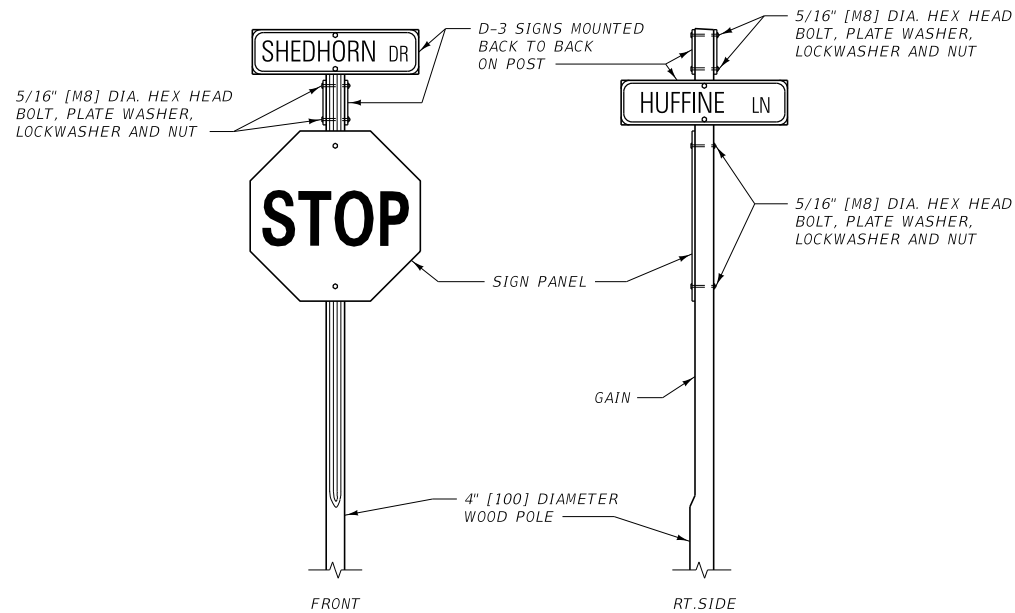 SHEDHORN DR
D-3 SIGNS MOUNTED
BACK TO BACK
ON POST
5/16" [M8] DIA. HEX HEAD
BOLT, PLATE WASHER,
LOCKWASHER AND NUT
5/16" [M8] DIA. HEX HEAD
BOLT, PLATE WASHER,
LOCKWASHER AND NUT
HUFFINE LN
STOP
5/16" [M8] DIA. HEX HEAD
BOLT, PLATE WASHER,
LOCKWASHER AND NUT
SIGN PANEL
GAIN
4" [100] DIAMETER
WOOD POLE
FRONT
RT.SIDE